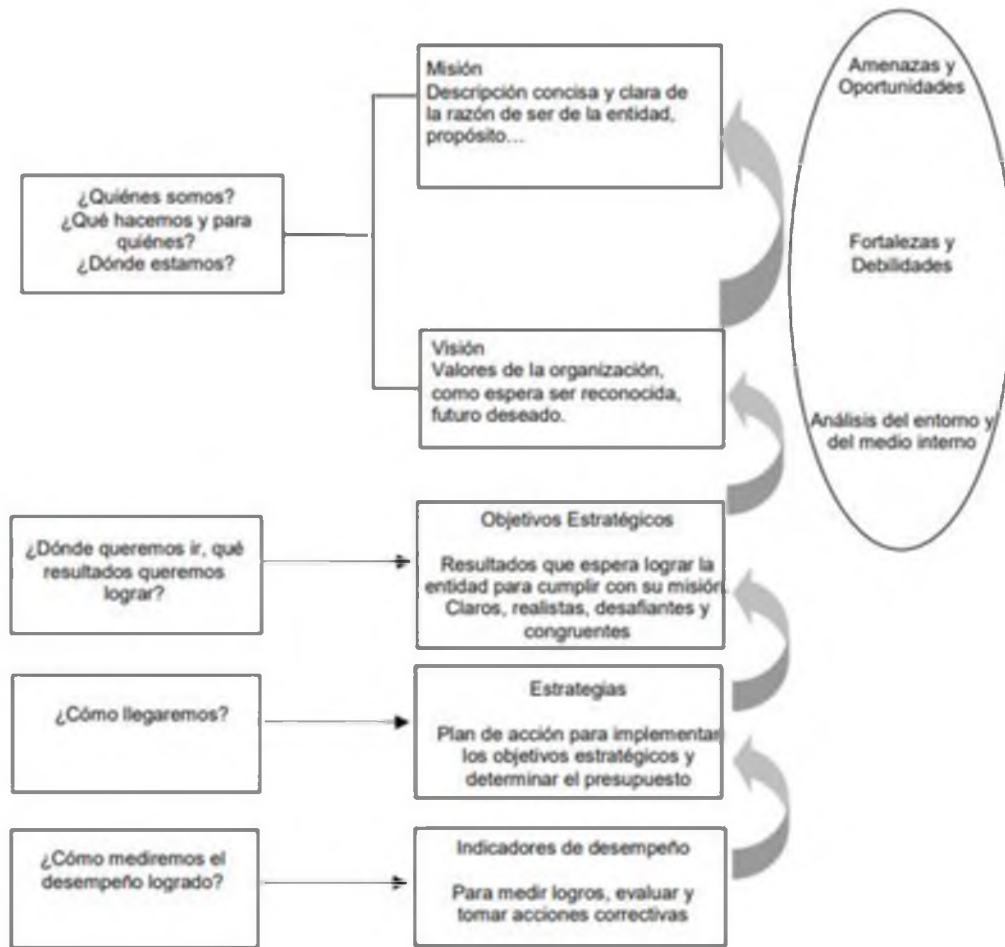 Misión
Descripción concisa y clara de
la razón de ser de la entidad,
propósito...
Amenazas y
Oportunidades
¿Quiénes somos?
¿Qué hacemos y para
quiénes?
¿Dónde estamos?
Fortalezas y
Debilidades
Visión
Valores de la organización,
como espera ser reconocida,
futuro deseado.
Análisis del entorno y
del medio interno
¿Dónde queremos ir, qué
resultados queremos
lograr?
Objetivos Estratégicos
Resultados que espera lograr la
entidad para cumplir con su misión.
Claros, realistas, desafiantes y
congruentes
¿Cómo llegaremos?
Estrategias
Plan de acción para implementar
los objetivos estratégicos y
determinar el presupuesto
¿Cómo mediremos el
desempeño logrado?
Indicadores de desempeño
Para medir logros, evaluar y
tomar acciones correctivas